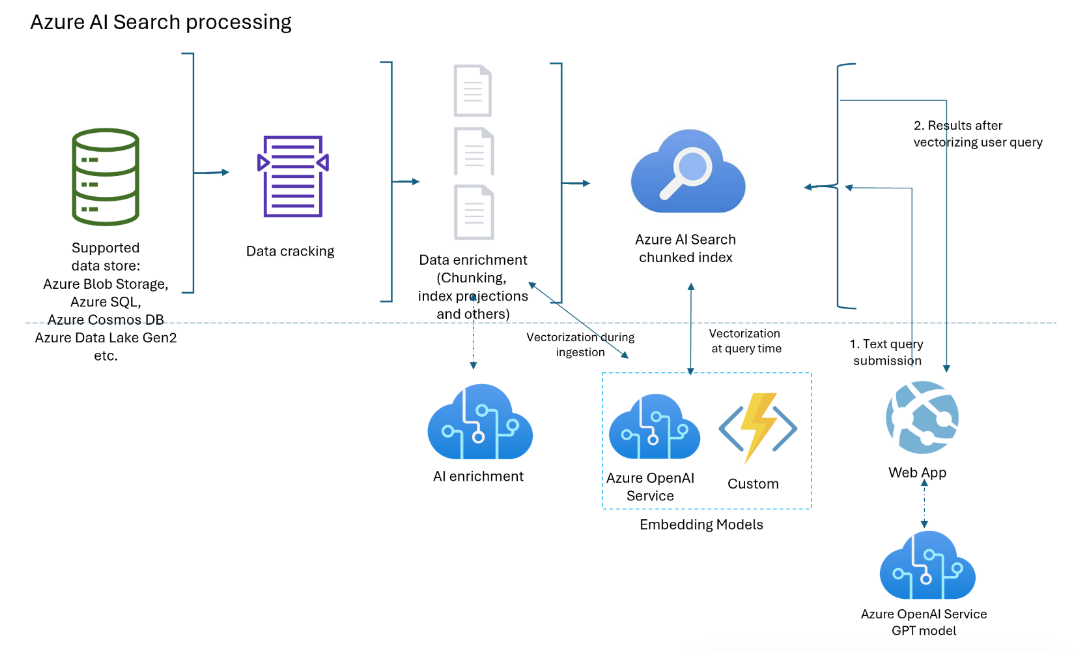 Azure AI Search processing
Supported
data store:
Azure Blob Storage,
Azure SQL,
Azure Cosmos DB
Azure Data Lake Gen2
etc.
Data cracking
Data enrichment
(Chunking,
index projections
and others)
Azure AI Search
chunked index
2. Results after
vectorizing user query
Vectorization during
ingestion
Vectorization
at query time
1. Text query
submission
AI enrichment
Azure OpenAI
Service
Custom
Embedding Models
Web App
Azure OpenAI Service
GPT model